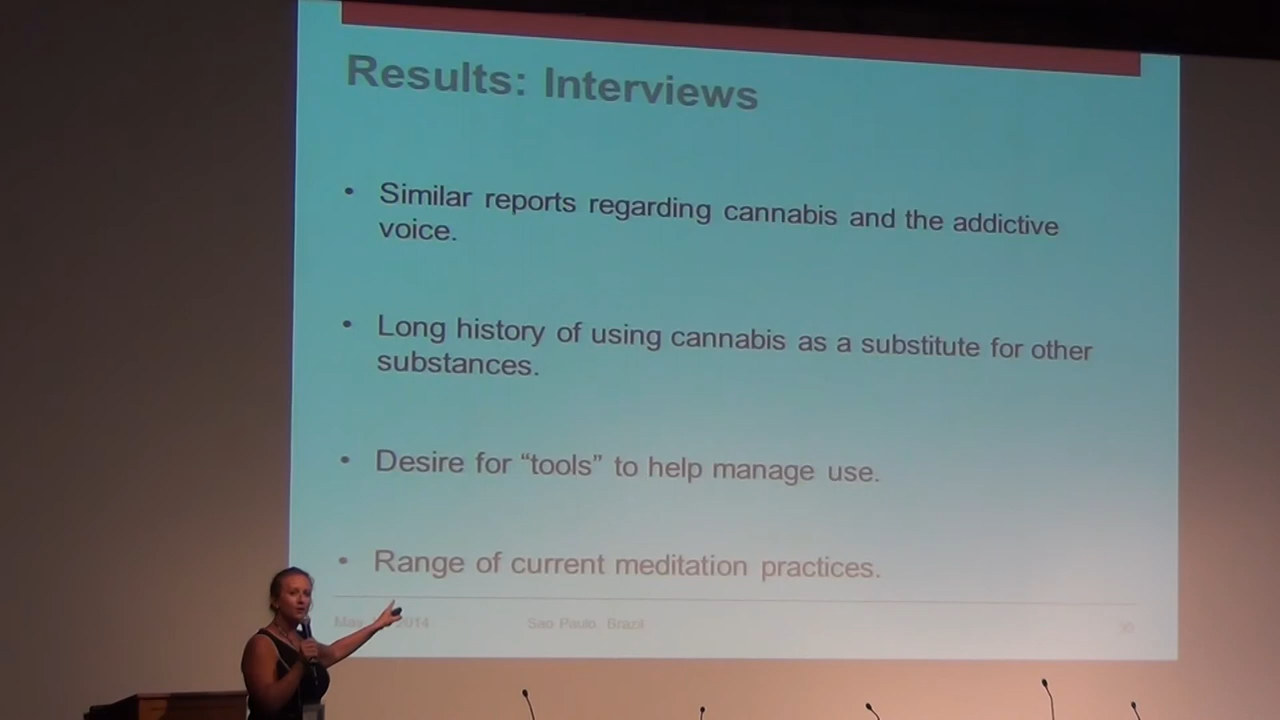 Results: Interviews
• Similar reports regarding cannabis and the addictive
voice.
• Long history of using cannabis as a substitute for other
substances.
• Desire for “tools” to help manage use.
• Range of current meditation practices.
May 2014 Sao Paulo Brazil